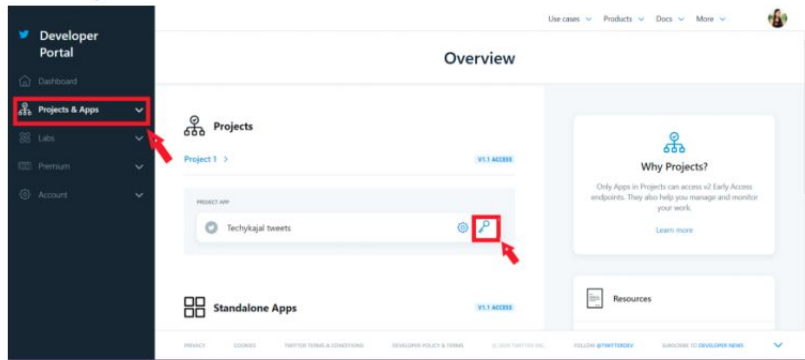 Use cases Products Docs More
Developer
Portal
Overview
Dashboard
Projects & Apps
Labs
Premium
Account
Projects
Project 1 >
V1.1 ACCESS
PROJECT APP
Techykajal tweets
Why Projects?
Only Apps in Projects can access v2 Early Access
endpoints. They also help you manage and monitor
your work.
Learn more
Standalone Apps
V1.1 ACCESS
Resources
PRIVACY COOKIES TWITTER TERMS & CONDITIONS DEVELOPER POLICY & TERMS © 2020 TWITTER INC. FOLLOW @TWITTERDEV SUBSCRIBE TO DEVELOPER NEWS